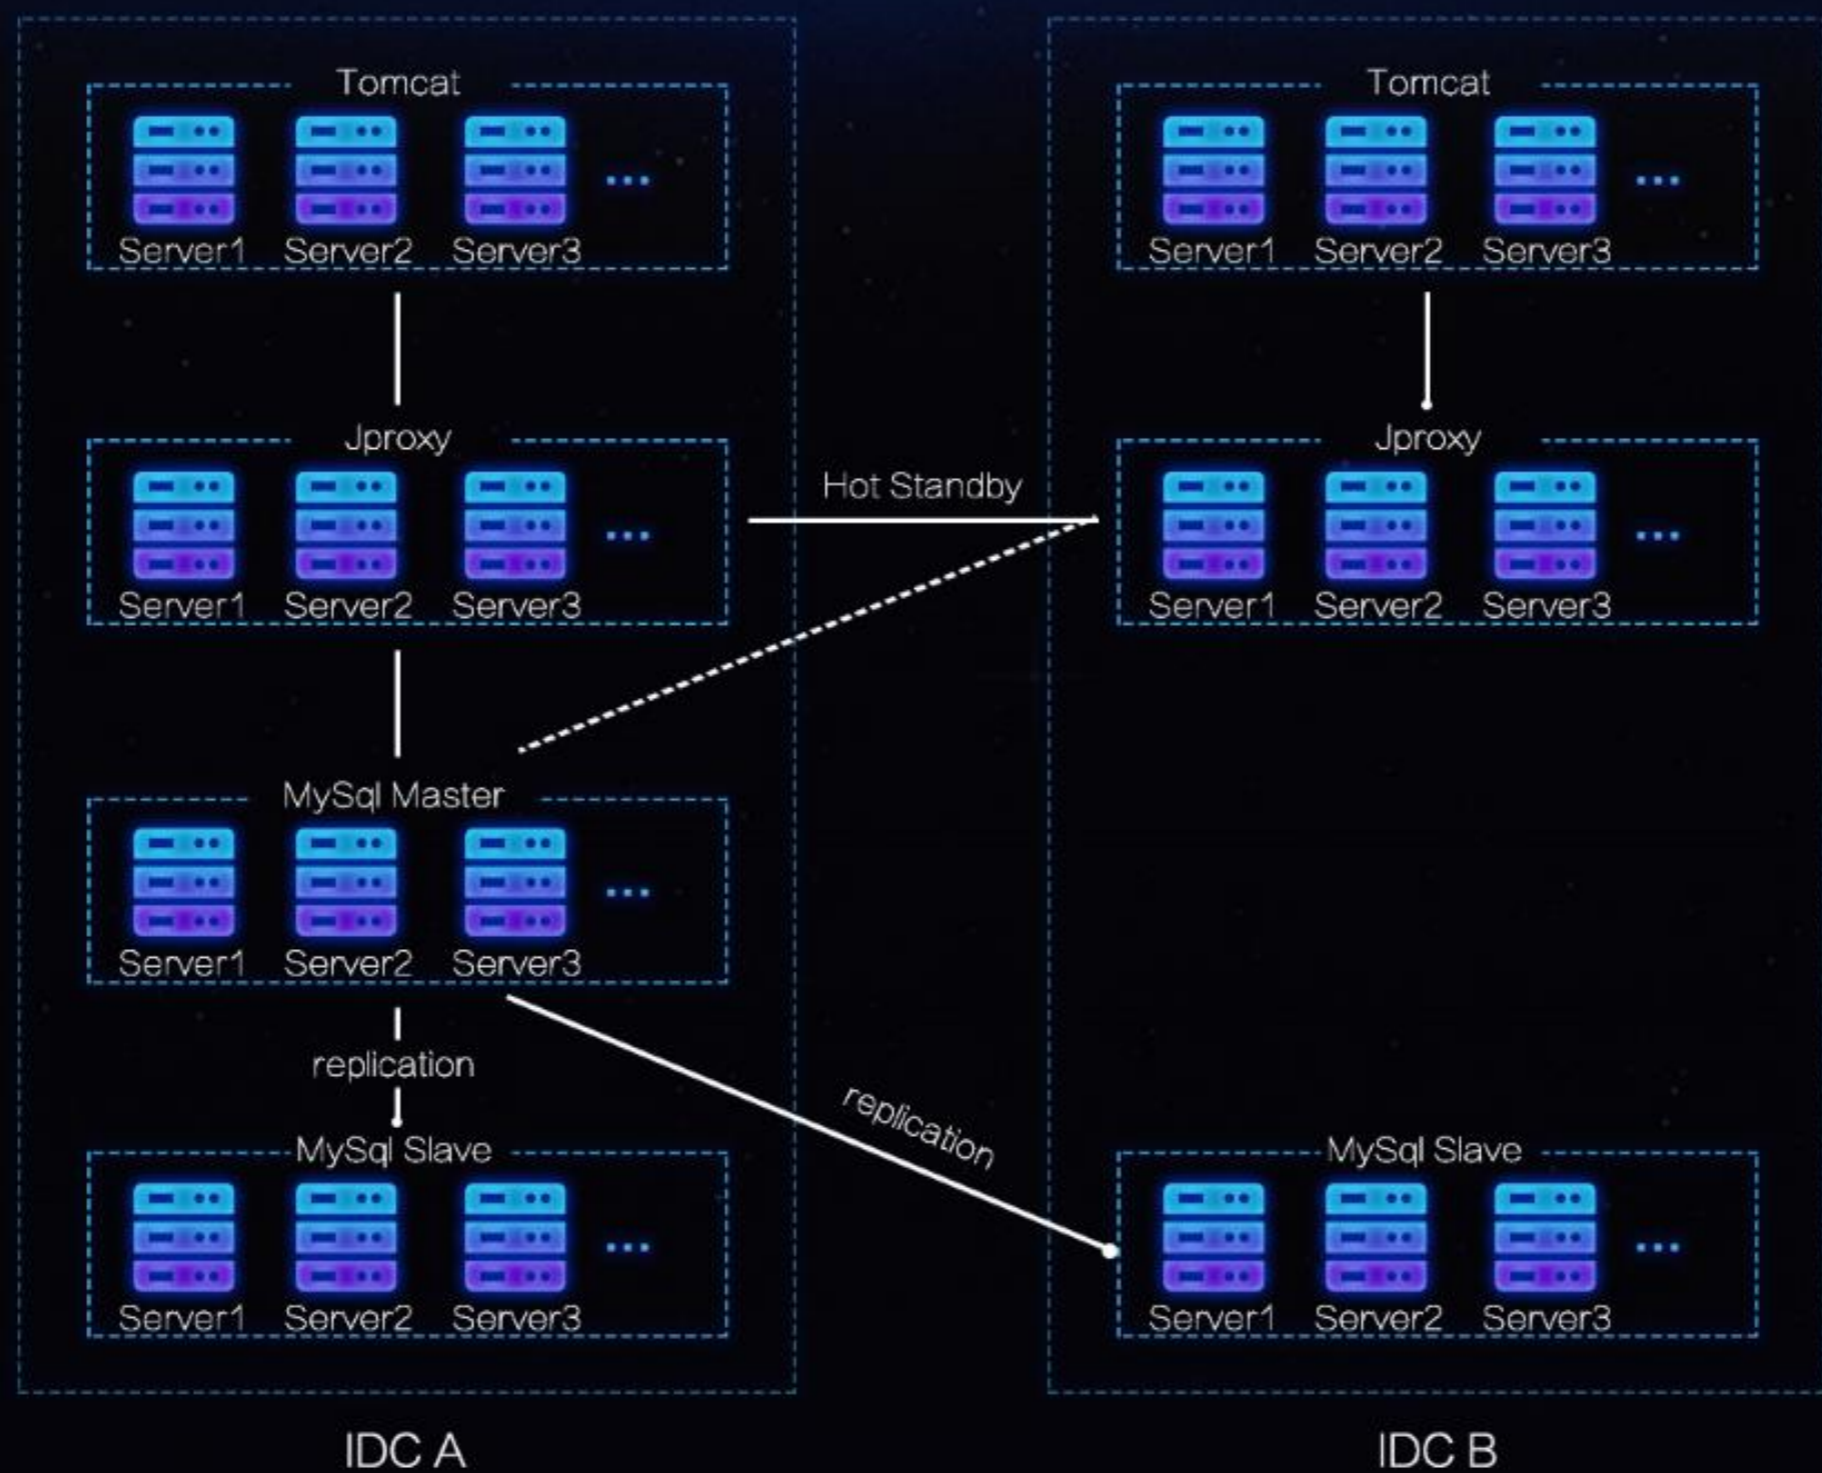 Tomcat
Server1 Server2 Server3 ...
Jproxy
Server1 Server2 Server3 ...
MySql Master
Server1 Server2 Server3 ...
replication
MySql Slave
Server1 Server2 Server3 ...
IDC A
Hot Standby
replication
Tomcat
Server1 Server2 Server3 ...
Jproxy
Server1 Server2 Server3 ...
MySql Slave
Server1 Server2 Server3 ...
IDC B